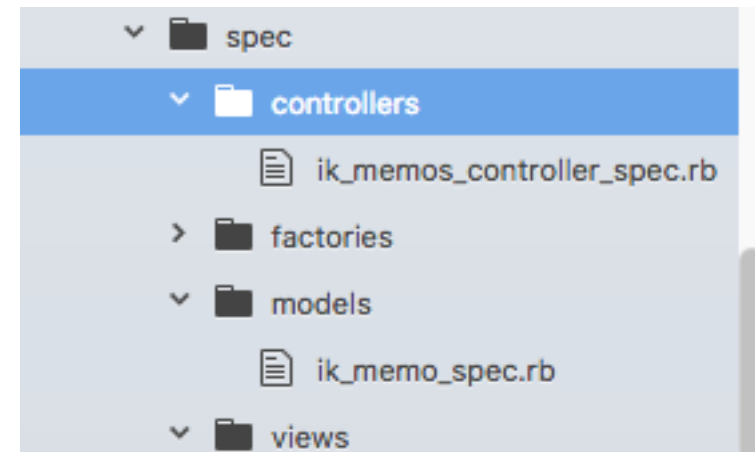 spec
controllers
ik_memos_controller_spec.rb
factories
models
ik_memo_spec.rb
views